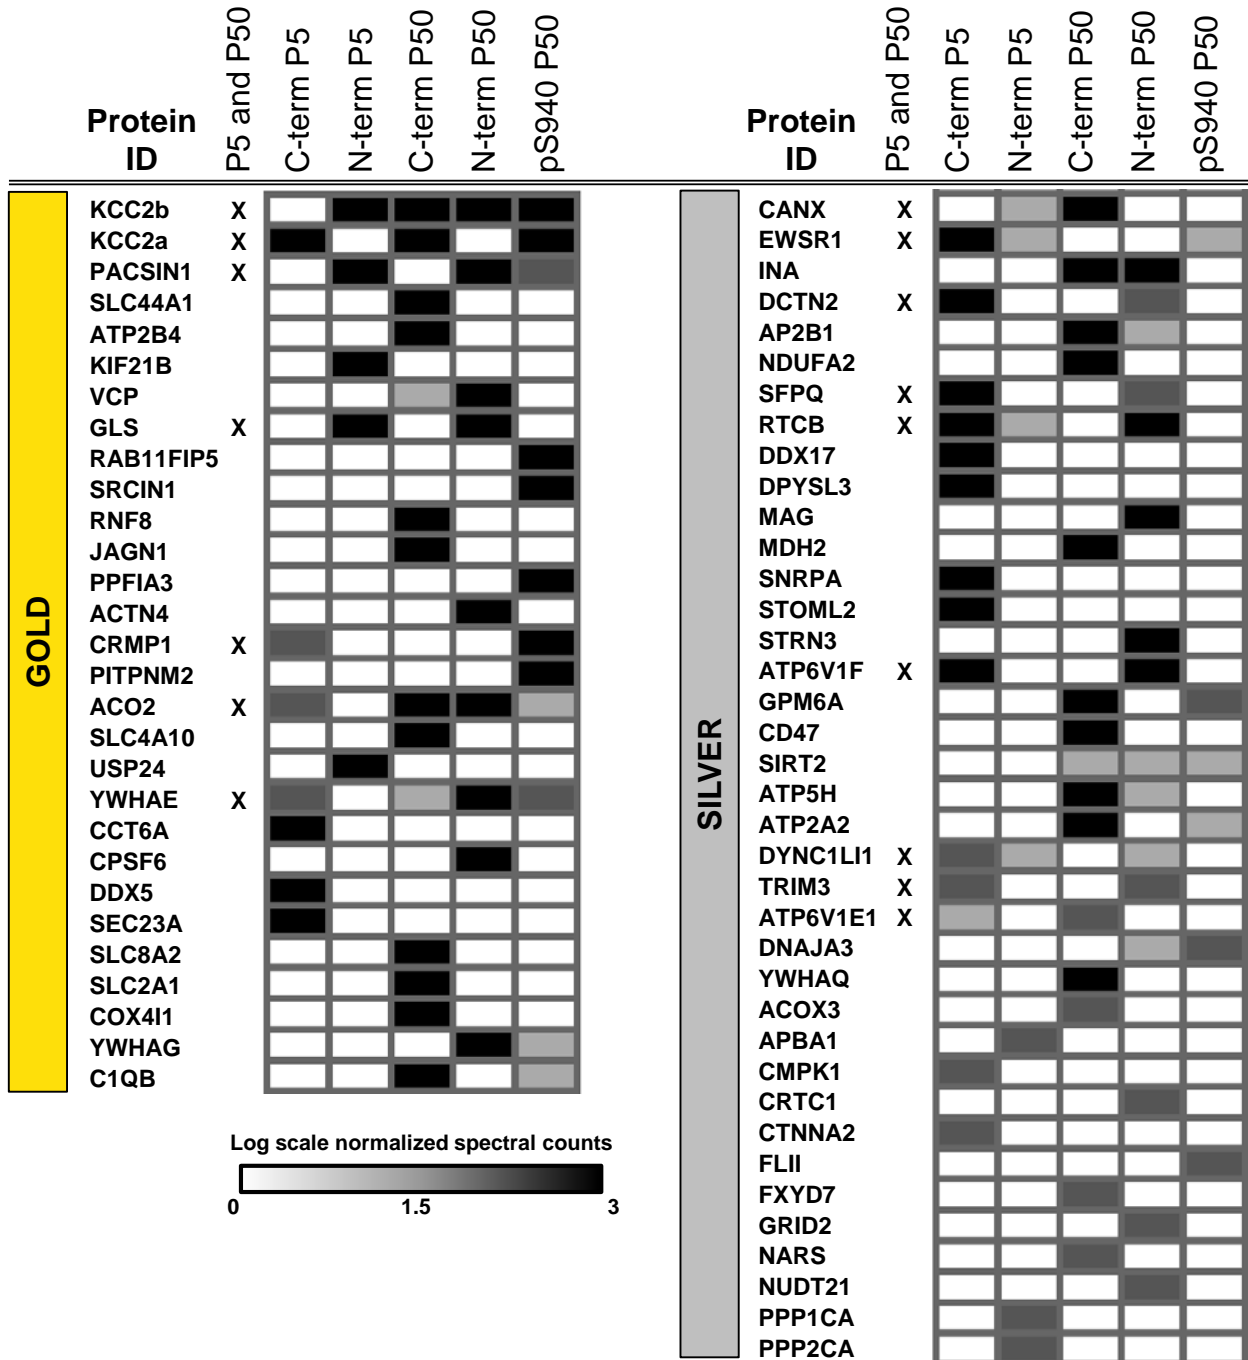 Protein ID
P5 and P50
C-term P5
N-term P5
C-term P50
N-term P50
pS940 P50
GOLD
KCC2b X
KCC2a X
PACSIN1 X
SLC44A1
ATP2B4
KIF21B
VCP
GLS X
RAB11FIP5
SRCIN1
RNF8
JAGN1
PPFIA3
ACTN4
CRMP1 X
PITPNM2
ACO2 X
SLC4A10
USP24
YWHAE X
CCT6A
CPSF6
DDX5
SEC23A
SLC8A2
SLC2A1
COX4I1
YWHAG
C1QB
Log scale normalized spectral counts
0 1.5 3
Protein ID
P5 and P50
C-term P5
N-term P5
C-term P50
N-term P50
pS940 P50
SILVER
CANX X
EWSR1 X
INA
DCTN2 X
AP2B1
NDUFA2
SFPQ X
RTCB X
DDX17
DPYSL3
MAG
MDH2
SNRPA
STOML2
STRN3
ATP6V1F X
GPM6A
CD47
SIRT2
ATP5H
ATP2A2
DYNC1LI1 X
TRIM3 X
ATP6V1E1 X
DNAJA3
YWHAQ
ACOX3
APBA1
CMPK1
CRTC1
CTNNA2
FLII
FXYD7
GRID2
NARS
NUDT21
PPP1CA
PPP2CA